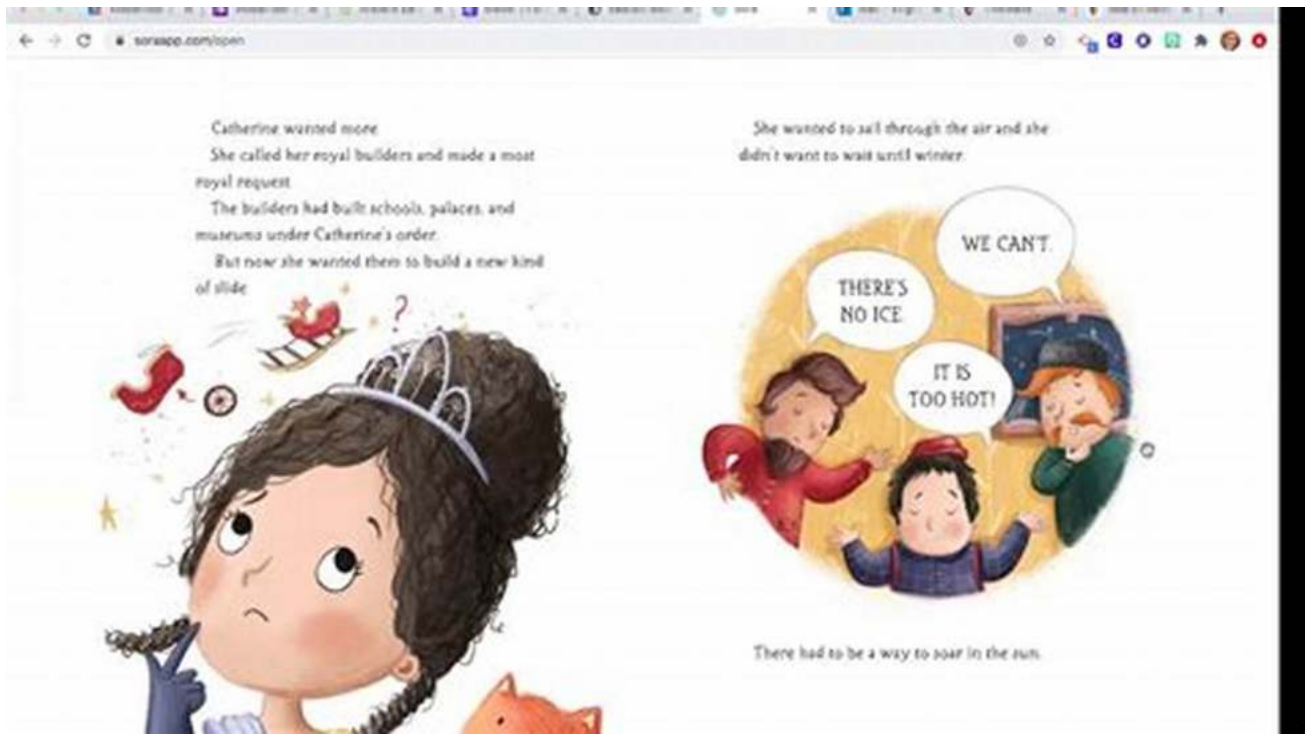 soraapp.com/open
Catherine wanted more
She called her royal builders and made a most
royal request
The builders had built schools, palaces, and
museums under Catherine's order.
But now she wanted them to build a new kind
of slide
?
She wanted to sail through the air and she
didn't want to wait until winter.
WE CAN'T.
THERE'S
NO ICE
IT IS
TOO HOT!
There had to be a way to soar in the sun.